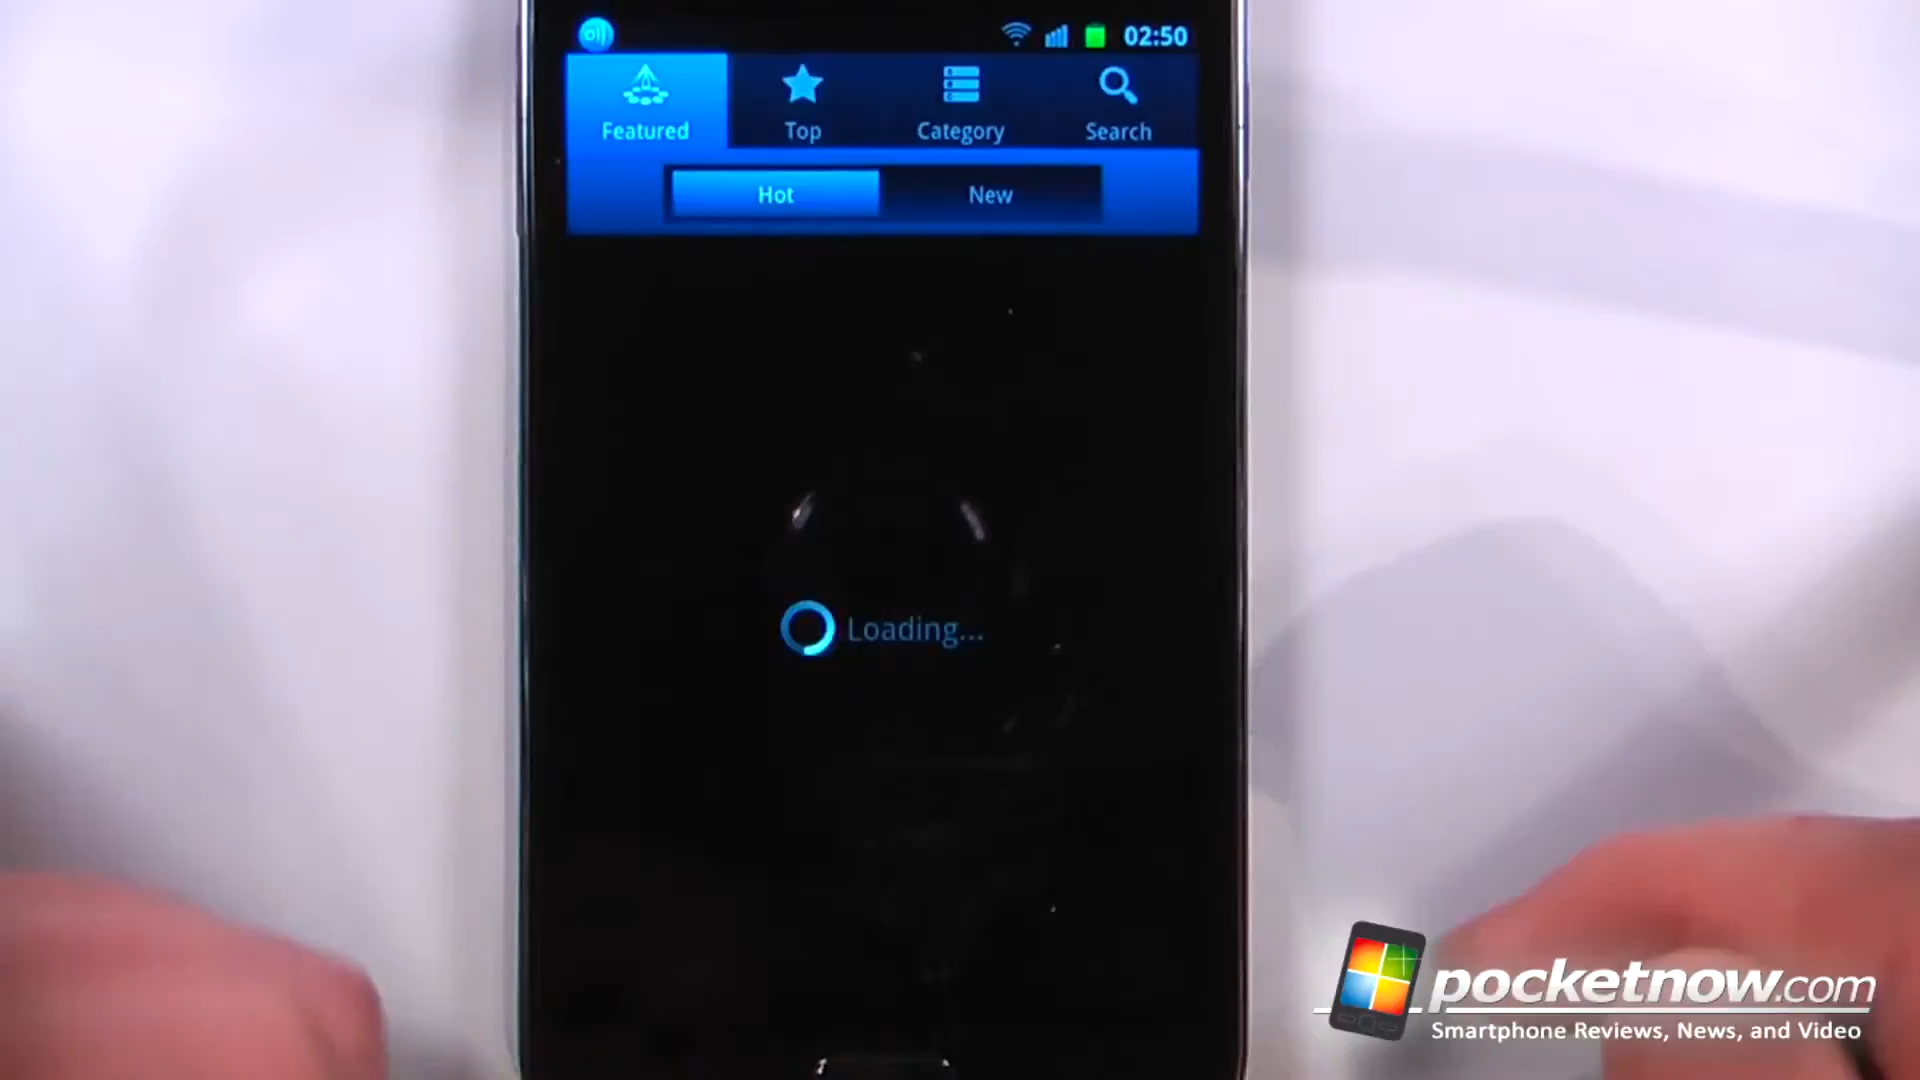 02:50
Featured
Top
Category
Search
Hot
New
Loading...
pocketnow.com
Smartphone Reviews, News, and Video